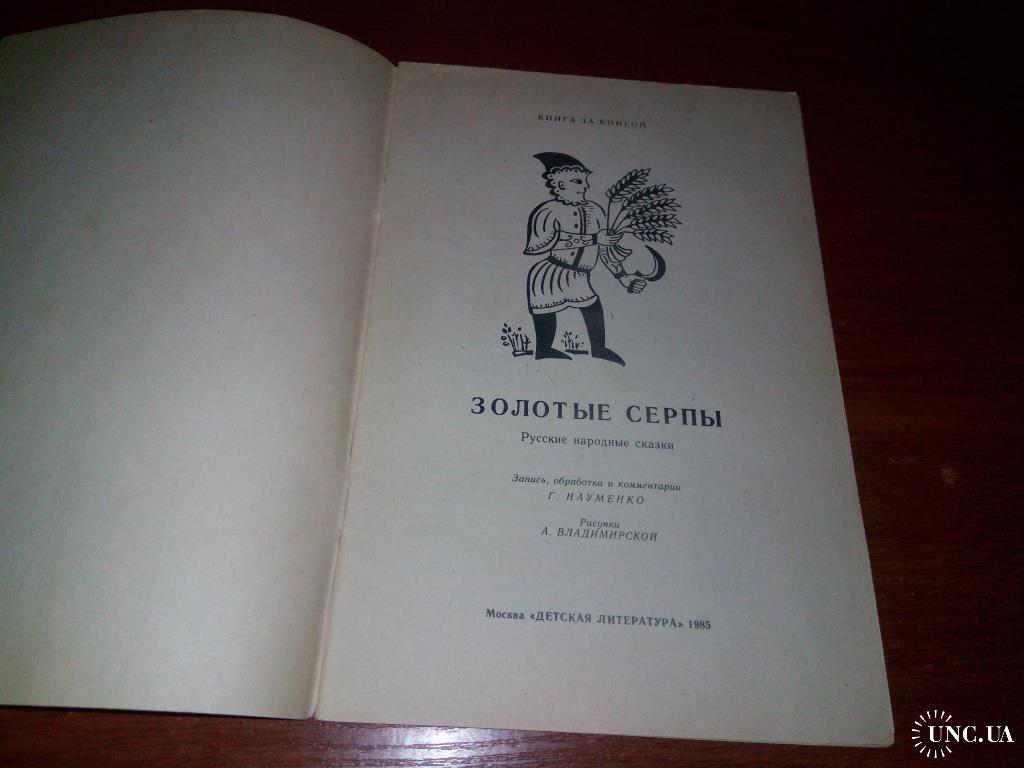 КНИГА ЗА КНИГОЙ
ЗОЛОТЫЕ СЕРПЫ
Русские народные сказки
Запись, обработка и комментарии
Г. НАУМЕНКО
Рисунки
А. ВЛАДИМИРСКОЙ
Москва «ДЕТСКАЯ ЛИТЕРАТУРА» 1985
UNC.UA